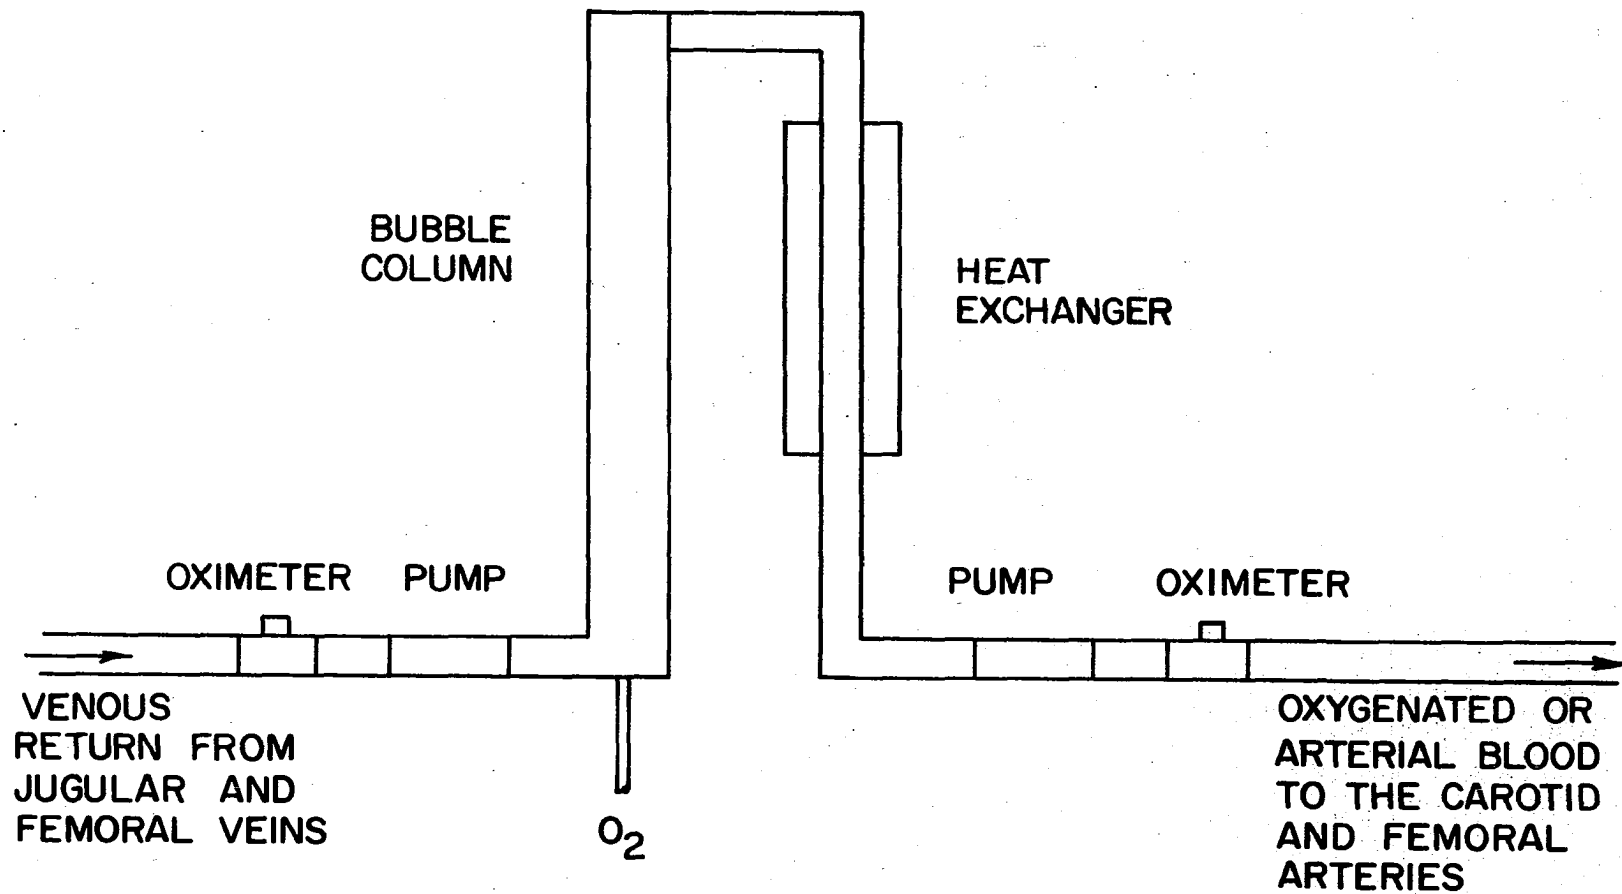 BUBBLE
COLUMN
HEAT
EXCHANGER
OXIMETER
PUMP
PUMP
OXIMETER
VENOUS
RETURN FROM
JUGULAR AND
FEMORAL VEINS
O2
OXYGENATED OR
ARTERIAL BLOOD
TO THE CAROTID
AND FEMORAL
ARTERIES